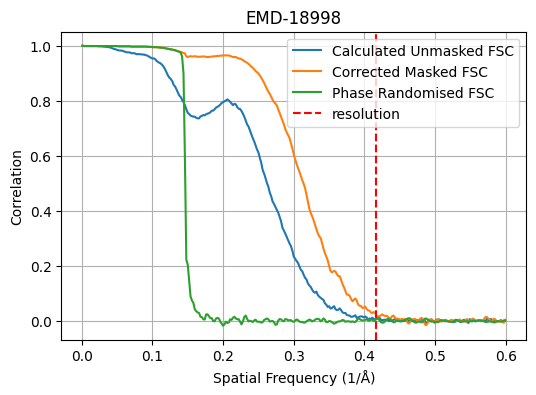 EMD-18998
Calculated Unmasked FSC
Corrected Masked FSC
Phase Randomised FSC
resolution
Correlation
1.0
0.8
0.6
0.4
0.2
0.0
0.0 0.1 0.2 0.3 0.4 0.5 0.6
Spatial Frequency (1/Å)